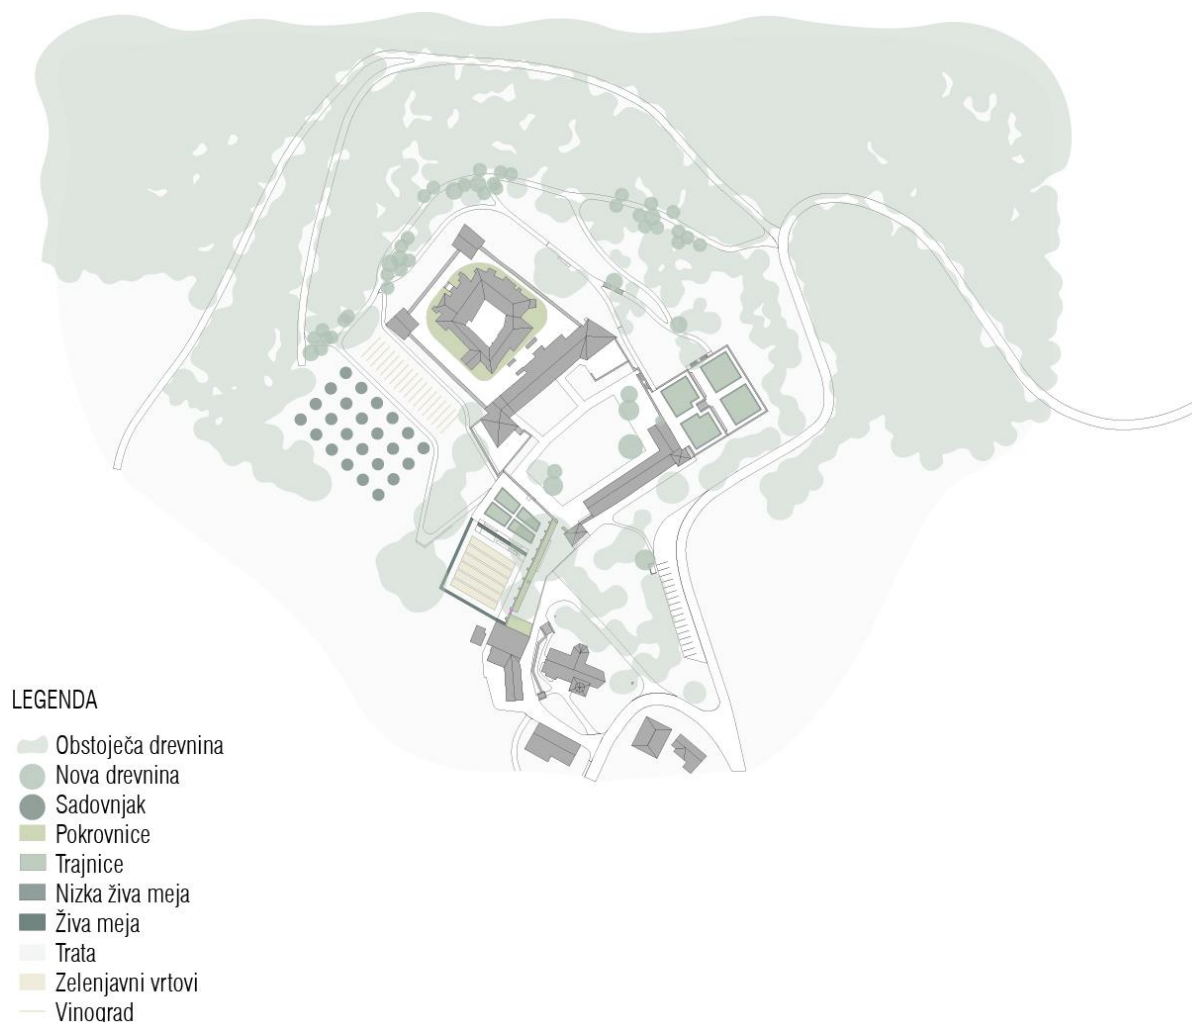 LEGENDA
Obstoječa drevnina
Nova drevnina
Sadovnjak
Pokrovnice
Trajnice
Nizka živa meja
Živa meja
Trata
Zelenjavni vrtovi
Vinograd